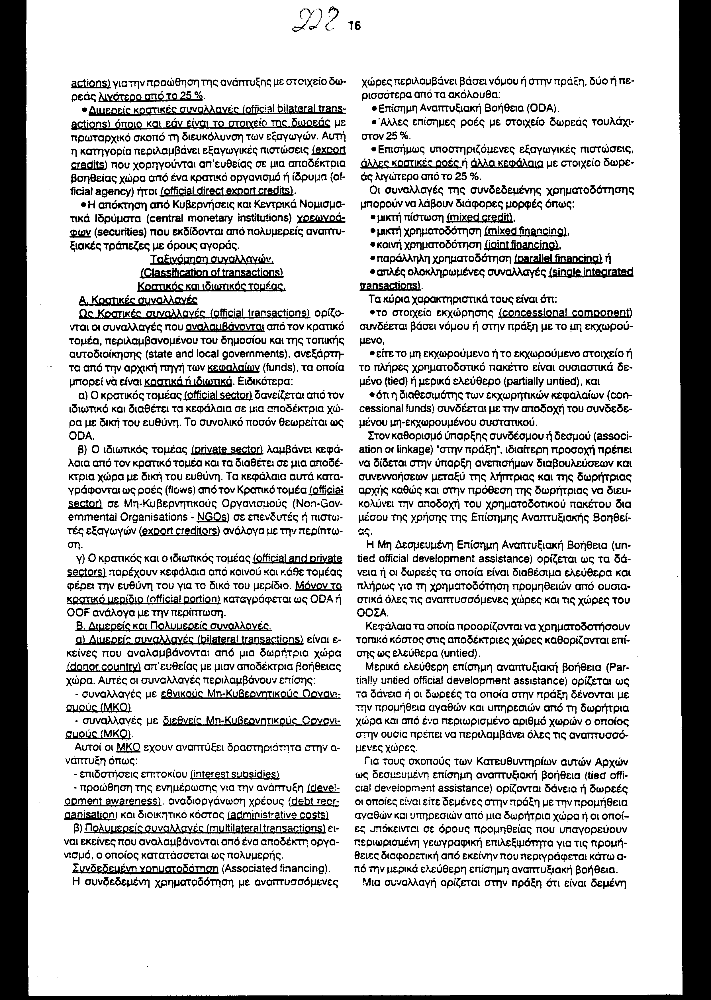 222 16
actions) για την προώθηση της ανάπτυξης με στοιχείο δω-
ρεάς λιγότερο από το 25 %.
• Διμερείς κρατικές συναλλαγές (official bilateral trans-
actions) όποιο και εάν είναι το στοιχείο της δωρεάς με
πρωταρχικό σκοπό τη διευκόλυνση των εξαγωγών. Αυτή
η κατηγορία περιλαμβάνει εξαγωγικές πιστώσεις (export
credits) που χορηγούνται απ'ευθείας σε μια αποδέκτρια
βοηθείας χώρα από ένα κρατικό οργανισμό ή ίδρυμα (of-
ficial agency) ήτοι (official direct export credits).
• Η απόκτηση από Κυβερνήσεις και Κεντρικά Νομισμα-
τικά Ιδρύματα (central monetary institutions) χρεωγρά-
φων (securities) που εκδίδονται από πολυμερείς αναπτυ-
ξιακές τράπεζες με όρους αγοράς.
Ταξινόμηση συναλλαγών.
(Classification of transactions)
Κρατικός και ιδιωτικός τομέας.
Α. Κρατικές συναλλαγές
Ως Κρατικές συναλλαγές (official transactions) ορίζο-
νται οι συναλλαγές που αναλαμβάνονται από τον κρατικό
τομέα, περιλαμβανομένου του δημοσίου και της τοπικής
αυτοδιοίκησης (state and local governments), ανεξάρτη-
τα από την αρχική πηγή των κεφαλαίων (funds), τα οποία
μπορεί νά είναι κρατικά ή ιδιωτικά. Ειδικότερα:
α) Ο κρατικός τομέας (official sector) δανείζεται από τον
ιδιωτικό και διαθέτει τα κεφάλαια σε μια αποδέκτρια χώ-
ρα με δική του ευθύνη. Το συνολικό ποσόν θεωρείται ως
ODA.
β) Ο ιδιωτικός τομέας (private sector) λαμβάνει κεφά-
λαια από τον κρατικό τομέα και τα διαθέτει σε μια αποδέ-
κτρια χώρα με δική του ευθύνη. Τα κεφάλαια αυτά κατα-
γράφονται ως ροές (flows) από τον Κρατικό τομέα (official
sector) σε Μη-Κυβερνητικούς Οργανισμούς (Non-Gov-
ernmental Organisations - NGOs) σε επενδυτές ή πιστω-
τές εξαγωγών (export creditors) ανάλογα με την περίπτω-
ση.
γ) Ο κρατικός και ο ιδιωτικός τομέας (official and private
sectors) παρέχουν κεφάλαια από κοινού και κάθε τομέας
φέρει την ευθύνη του για το δικό του μερίδιο. Μόνον το
κρατικό μερίδιο (official portion) καταγράφεται ως ODA ή
OOF ανάλογα με την περίπτωση.
Β. Διμερείς και Πολυμερείς συναλλαγές.
α) Διμερείς συναλλαγές (bilateral transactions) είναι ε-
κείνες που αναλαμβάνονται από μια δωρήτρια χώρα
(donor country) απ'ευθείας με μιαν αποδέκτρια βοήθειας
χώρα. Αυτές οι συναλλαγές περιλαμβάνουν επίσης:
- συναλλαγές με εθνικούς Μη-Κυβερνητικούς Οργανι-
σμούς (ΜΚΟ)
- συναλλαγές με διεθνείς Μη-Κυβερνητικούς Οργανι-
σμούς (ΜΚΟ).
Αυτοί οι ΜΚΟ έχουν αναπτύξει δραστηριότητα στην α-
νάπτυξη όπως:
- επιδοτήσεις επιτοκίου (interest subsidies)
- προώθηση της ενημέρωσης για την ανάπτυξη (devel-
opment awareness), αναδιοργάνωση χρέους (debt reor-
ganisation) και διοικητικό κόστος (administrative costs)
β) Πολυμερείς συναλλαγές (multilateral transactions) εί-
ναι εκείνες που αναλαμβάνονται από ένα αποδέκτη οργα-
νισμό, ο οποίος κατατάσσεται ως πολυμερής.
Συνδεδεμένη χρηματοδότηση (Associated financing).
Η συνδεδεμένη χρηματοδότηση με αναπτυσσόμενες
χώρες περιλαμβάνει βάσει νόμου ή στην πράξη, δύο ή πε-
ρισσότερα από τα ακόλουθα:
• Επίσημη Αναπτυξιακή Βοήθεια (ODA).
• Άλλες επίσημες ροές με στοιχείο δωρεάς τουλάχι-
στον 25 %.
• Επισήμως υποστηριζόμενες εξαγωγικές πιστώσεις,
άλλες κρατικές ροές ή άλλα κεφάλαια με στοιχείο δωρε-
άς λιγώτερο από το 25 %.
Οι συναλλαγές της συνδεδεμένης χρηματοδότησης
μπορούν να λάβουν διάφορες μορφές όπως:
• μικτή πίστωση (mixed credit),
• μικτή χρηματοδότηση (mixed financing),
• κοινή χρηματοδότηση (joint financing),
• παράλληλη χρηματοδότηση (parallel financing) ή
• απλές ολοκληρωμένες συναλλαγές (single integrated
transactions).
Τα κύρια χαρακτηριστικά τους είναι ότι:
• το στοιχείο εκχώρησης (concessional component)
συνδέεται βάσει νόμου ή στην πράξη με το μη εκχωρού-
μενο,
• είτε το μη εκχωρούμενο ή το εκχωρούμενο στοιχείο ή
το πλήρες χρηματοδοτικό πακέττο είναι ουσιαστικά δε-
μένο (tied) ή μερικά ελεύθερο (partially untied), και
• ότι η διαθεσιμότης των εκχωρητικών κεφαλαίων (con-
cessional funds) συνδέεται με την αποδοχή του συνδεδε-
μένου μη-εκχωρουμένου συστατικού.
Στον καθορισμό ύπαρξης συνδέσμου ή δεσμού (associ-
ation or linkage) "στην πράξη", ιδιαίτερη προσοχή πρέπει
να δίδεται στην ύπαρξη ανεπισήμων διαβουλεύσεων και
συνεννοήσεων μεταξύ της λήπτριας και της δωρήτριας
αρχής καθώς και στην πρόθεση της δωρήτριας να διευ-
κολύνει την αποδοχή του χρηματοδοτικού πακέτου δια
μέσου της χρήσης της Επίσημης Αναπτυξιακής Βοηθεί-
ας.
Η Μη Δεσμευμένη Επίσημη Αναπτυξιακή Βοήθεια (un-
tied official development assistance) ορίζεται ως τα δά-
νεια ή οι δωρεές τα οποία είναι διαθέσιμα ελεύθερα και
πλήρως για τη χρηματοδότηση προμηθειών από ουσια-
στικά όλες τις αναπτυσσόμενες χώρες και τις χώρες του
ΟΟΣΑ.
Κεφάλαια τα οποία προορίζονται να χρηματοδοτήσουν
τοπικό κόστος στις αποδέκτριες χώρες καθορίζονται επί-
σης ως ελεύθερα (untied).
Μερικά ελεύθερη επίσημη αναπτυξιακή βοήθεια (Par-
tially untied official development assistance) ορίζεται ως
τα δάνεια ή οι δωρεές τα οποία στην πράξη δένονται με
την προμήθεια αγαθών και υπηρεσιών από τη δωρήτρια
χώρα και από ένα περιωρισμένο αριθμό χωρών ο οποίος
στην ουσία πρέπει να περιλαμβάνει όλες τις αναπτυσσό-
μενες χώρες.
Για τους σκοπούς των Κατευθυντηρίων αυτών Αρχών
ως δεσμευμένη επίσημη αναπτυξιακή βοήθεια (tied offi-
cial development assistance) ορίζονται δάνεια ή δωρεές
οι οποίες είναι είτε δεμένες στην πράξη με την προμήθεια
αγαθών και υπηρεσιών από μια δωρήτρια χώρα ή οι οποί-
ες υπόκεινται σε όρους προμηθείας που υπαγορεύουν
περιωρισμένη γεωγραφική επιλεξιμότητα για τις προμή-
θειες διαφορετική από εκείνην που περιγράφεται κάτω α-
πό την μερικά ελεύθερη επίσημη αναπτυξιακή βοήθεια.
Μια συναλλαγή ορίζεται στην πράξη ότι είναι δεμένη